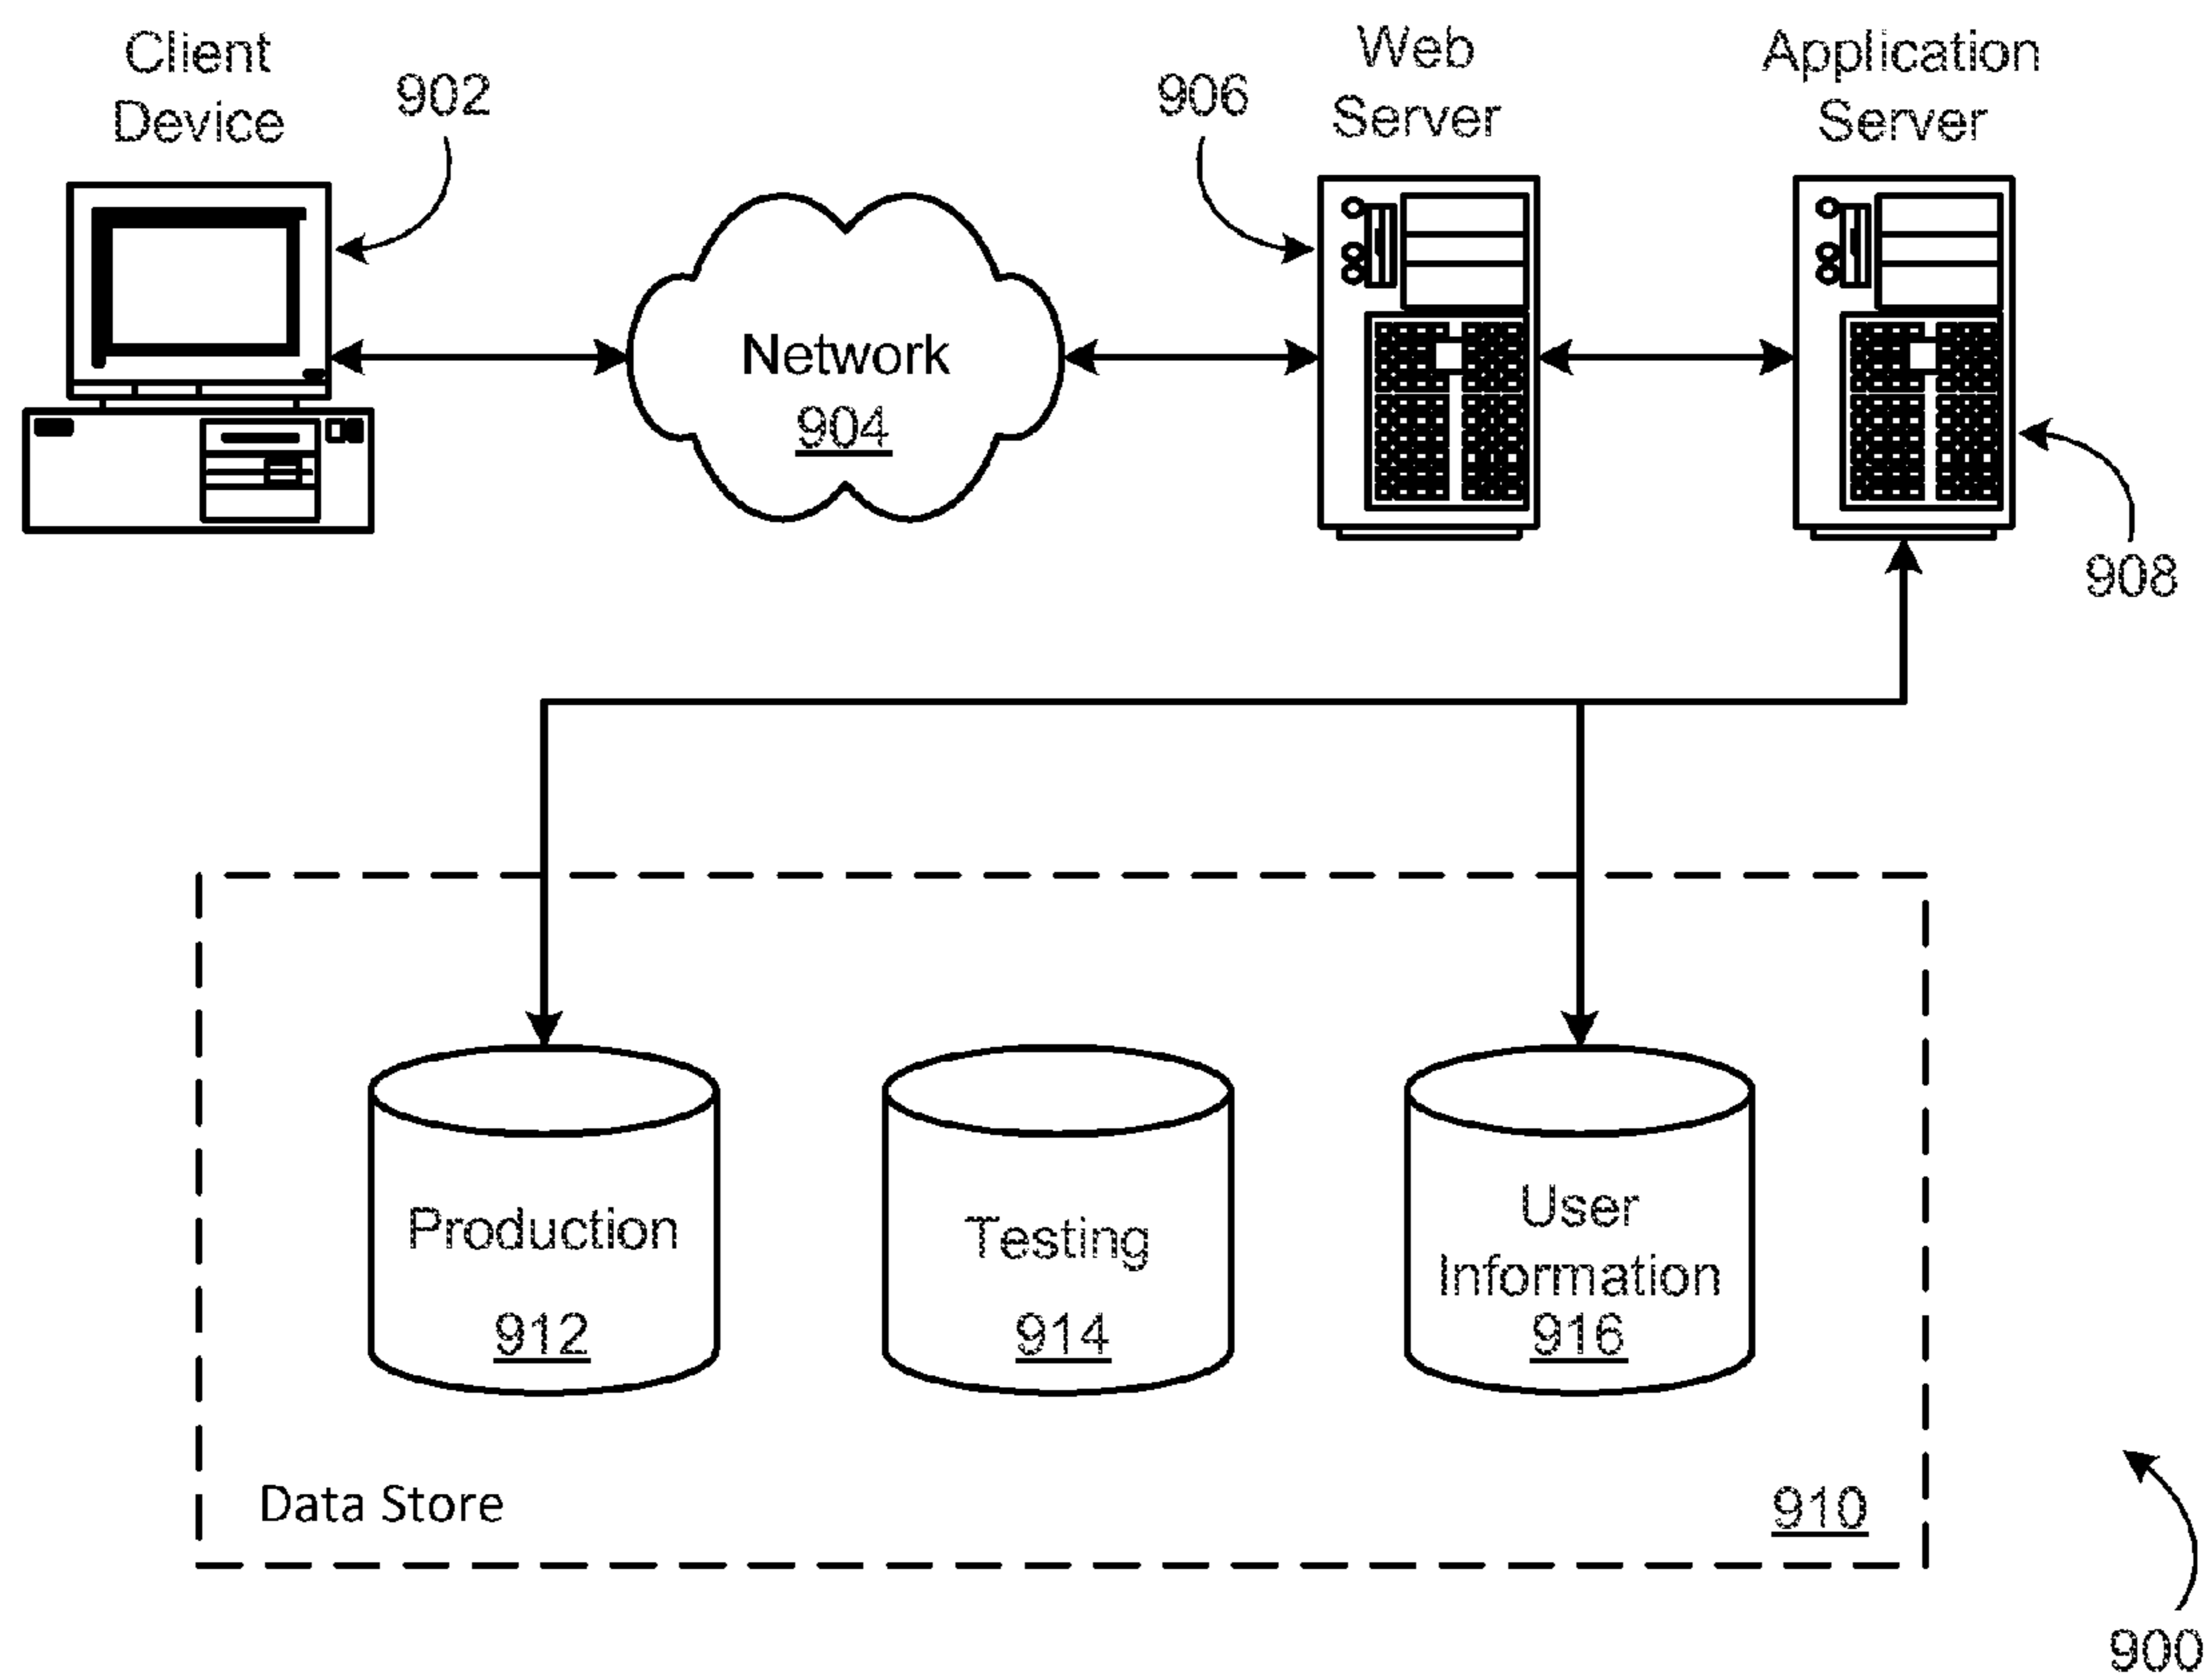 Client
Device
902
906
Web
Server
Application
Server
Network
904
908
Production
912
Testing
914
User
Information
916
Data Store
910
900